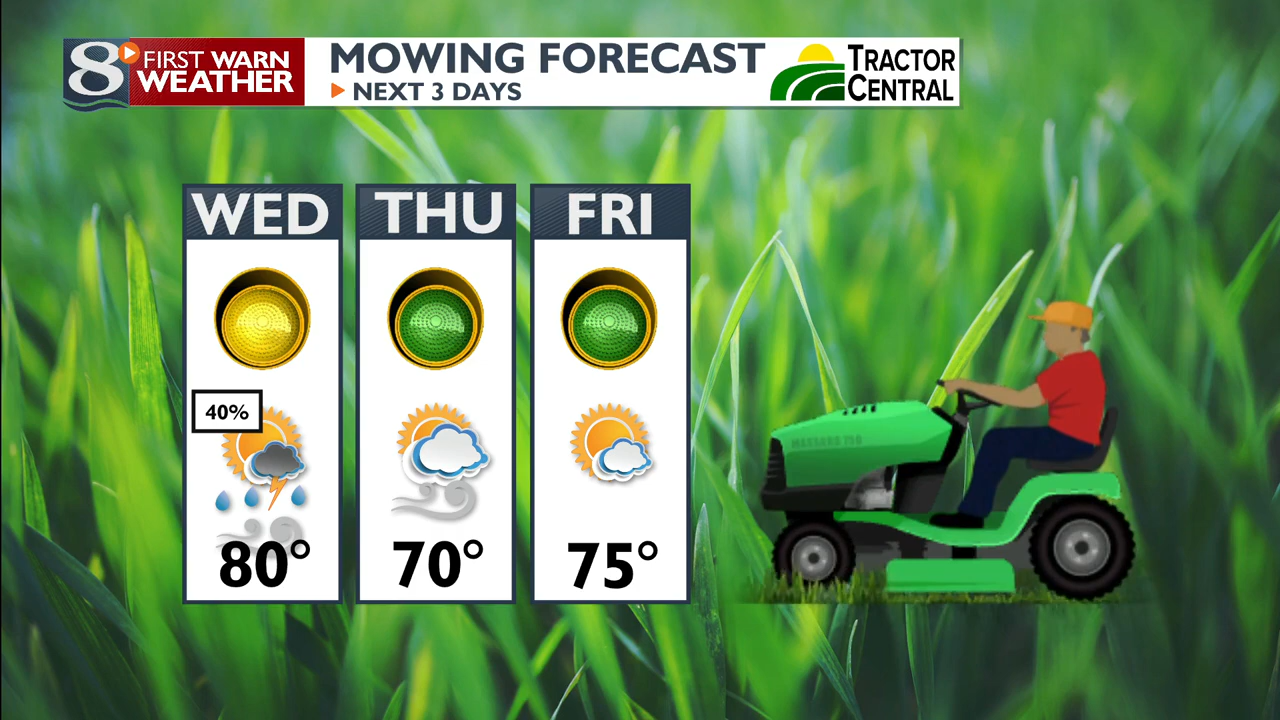 8 FIRST WARN
WEATHER
MOWING FORECAST
NEXT 3 DAYS
TRACTOR
CENTRAL
WED
THU
FRI
40%
80°
70°
75°